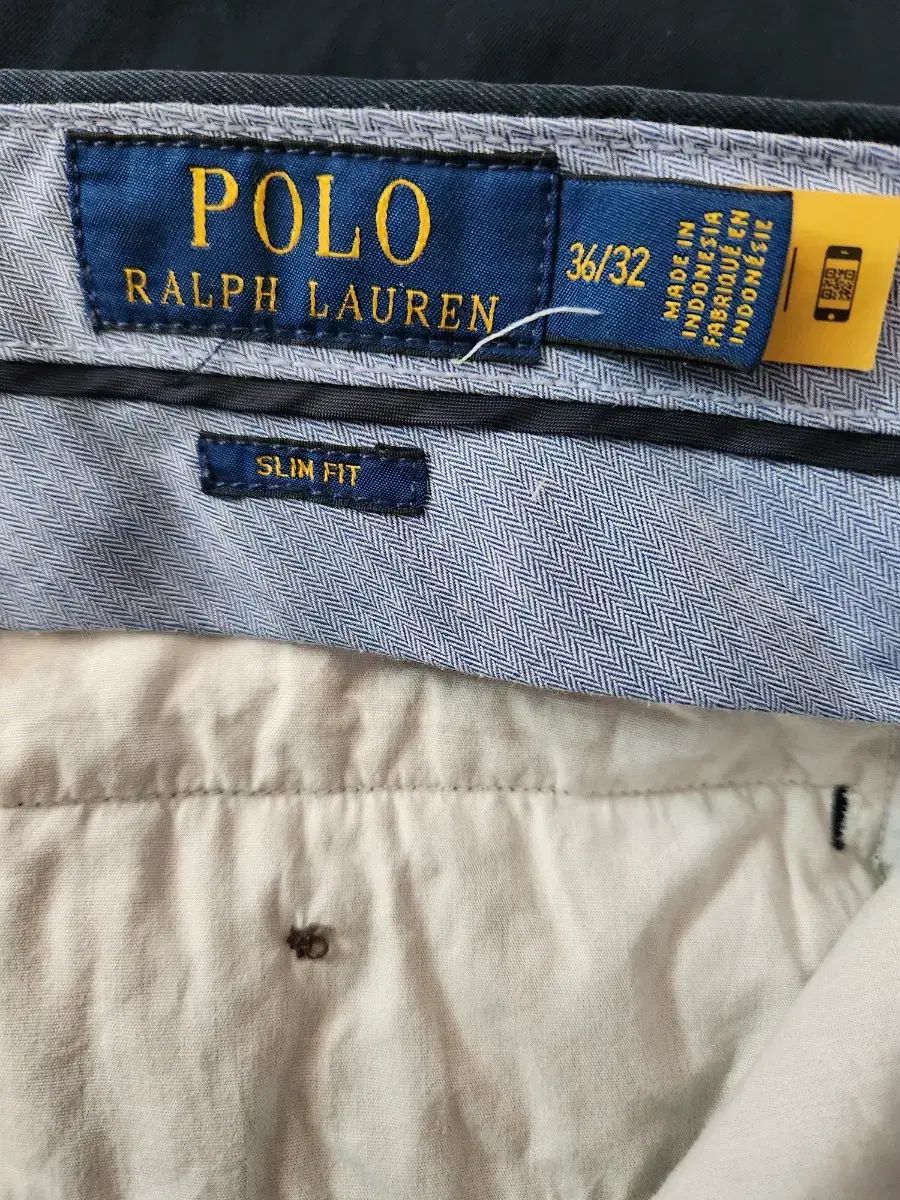 POLO
RALPH LAUREN
36/32
MADE IN
INDONESIA
FABRIQUÉ EN
INDONÉSIE
SLIM FIT